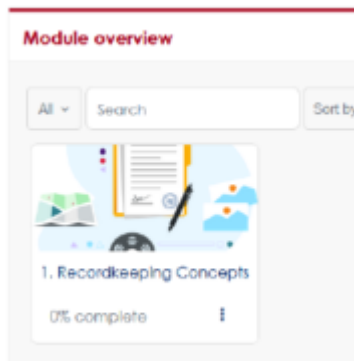 Module overview
All
Search
Sort by
1. Recordkeeping Concepts
0% complete